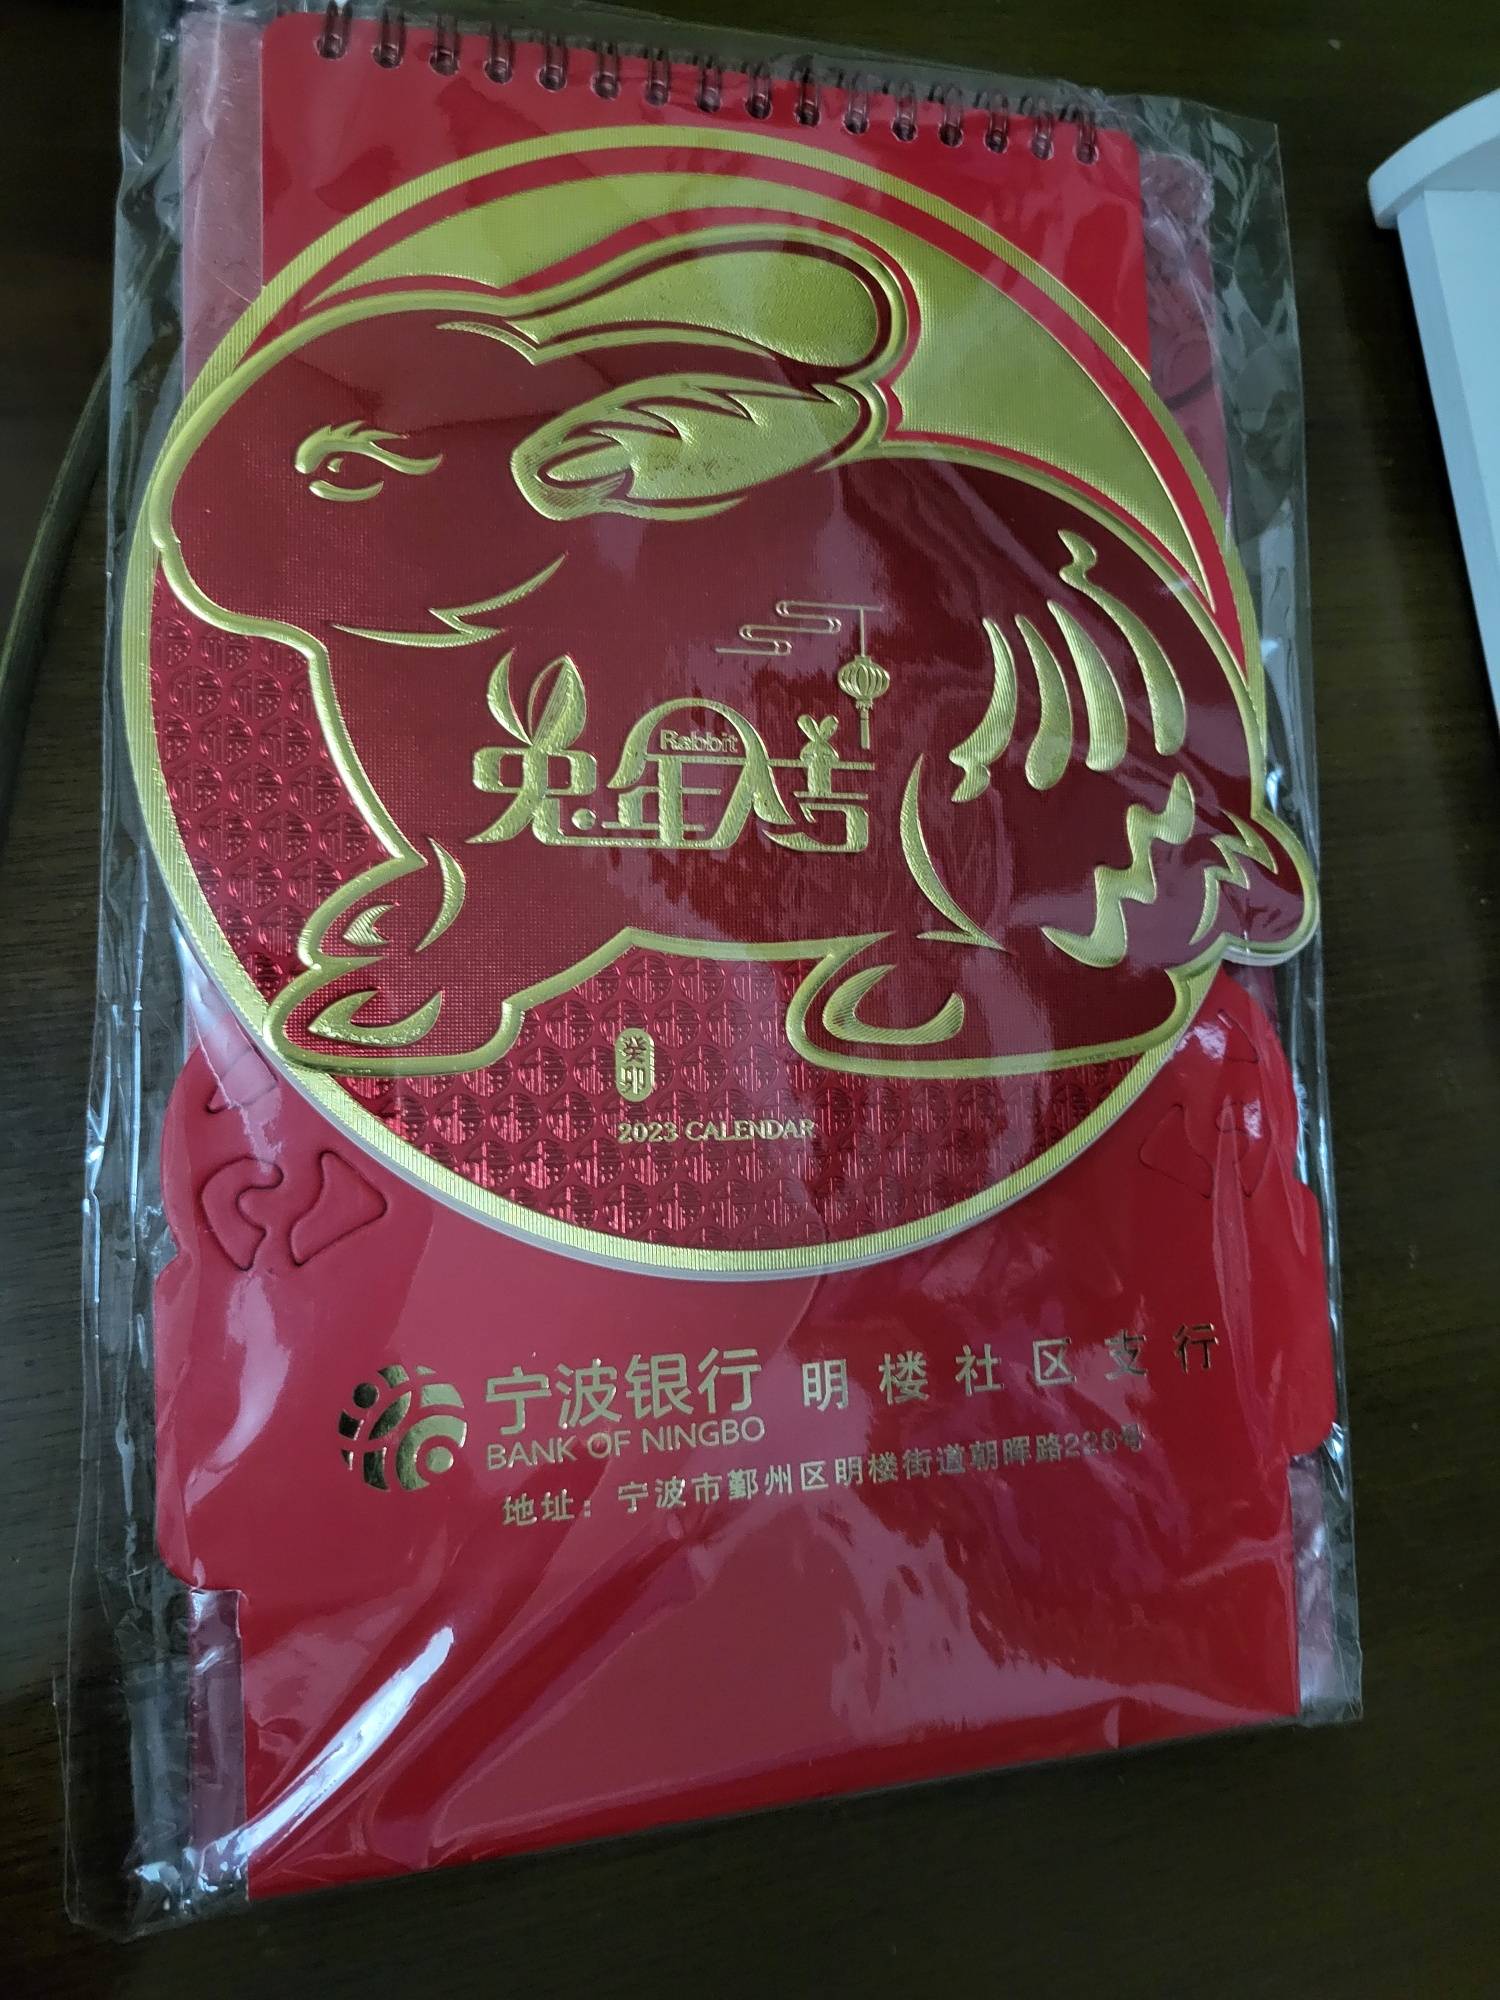 Rabbit
兔年大吉
癸卯
2023 CALENDAR
宁波银行 明楼社区支行
BANK OF NINGBO
地址：宁波市鄞州区明楼街道朝晖路228号